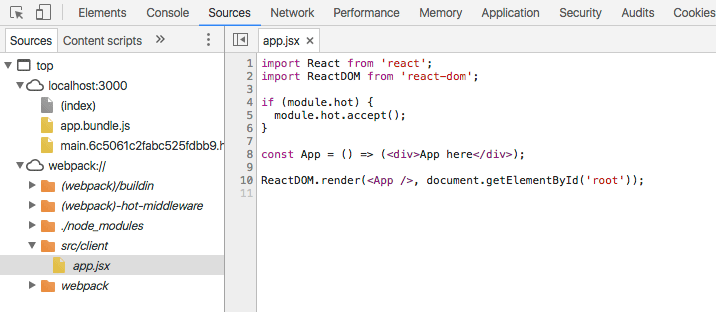 Elements Console Sources Network Performance Memory Application Security Audits Cookies
Sources Content scripts »
app.jsx ×
top
localhost:3000
(index)
app.bundle.js
main.6c5061c2fabc525fdbb9.h
webpack://
(webpack)/buildin
(webpack)-hot-middleware
./node_modules
src/client
app.jsx
webpack
1 import React from 'react';
2 import ReactDOM from 'react-dom';
3
4 if (module.hot) {
5   module.hot.accept();
6 }
7
8 const App = () => (<div>App here</div>);
9
10 ReactDOM.render(<App />, document.getElementById('root'));
11